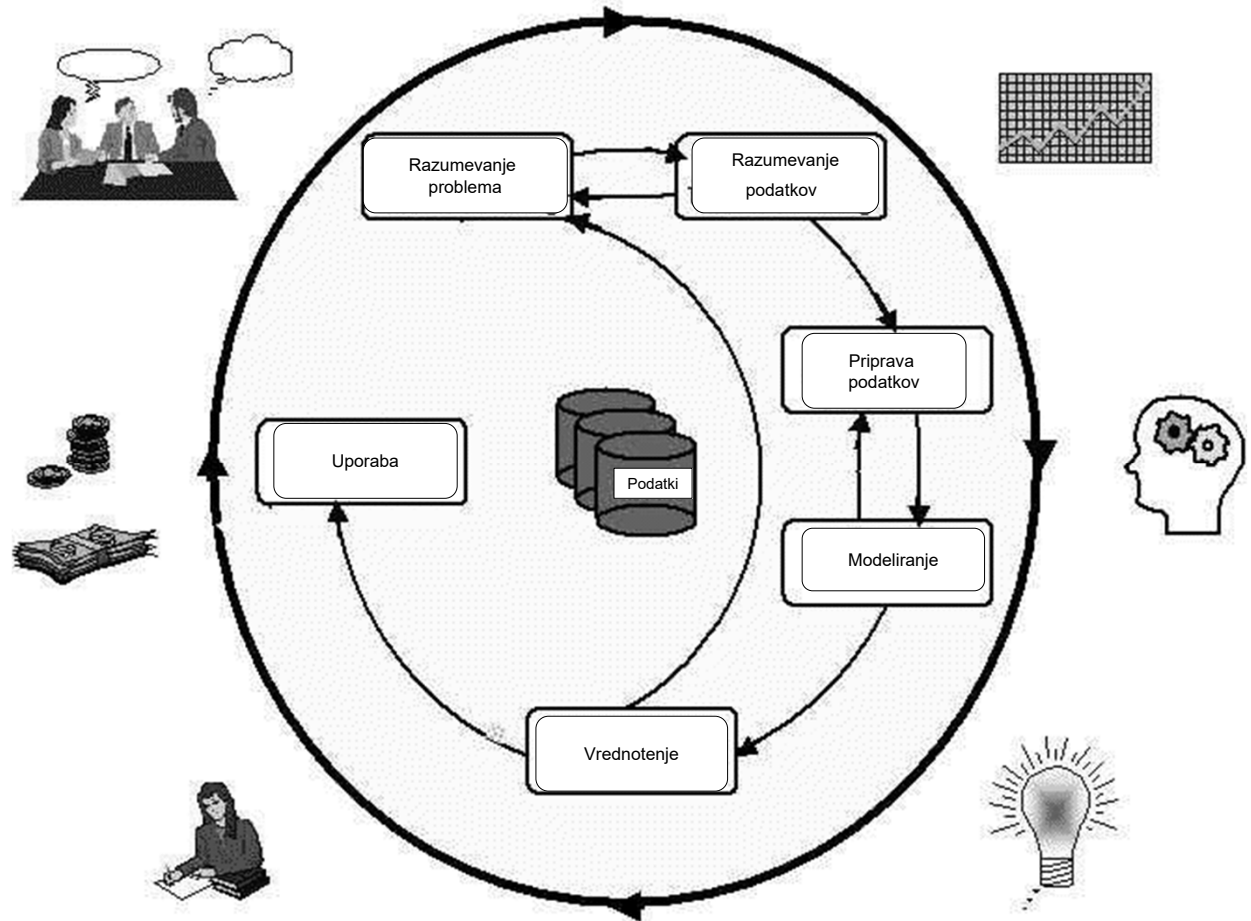 Razumevanje
problema
Razumevanje
podatkov
Priprava
podatkov
Uporaba
Podatki
Modeliranje
Vrednotenje